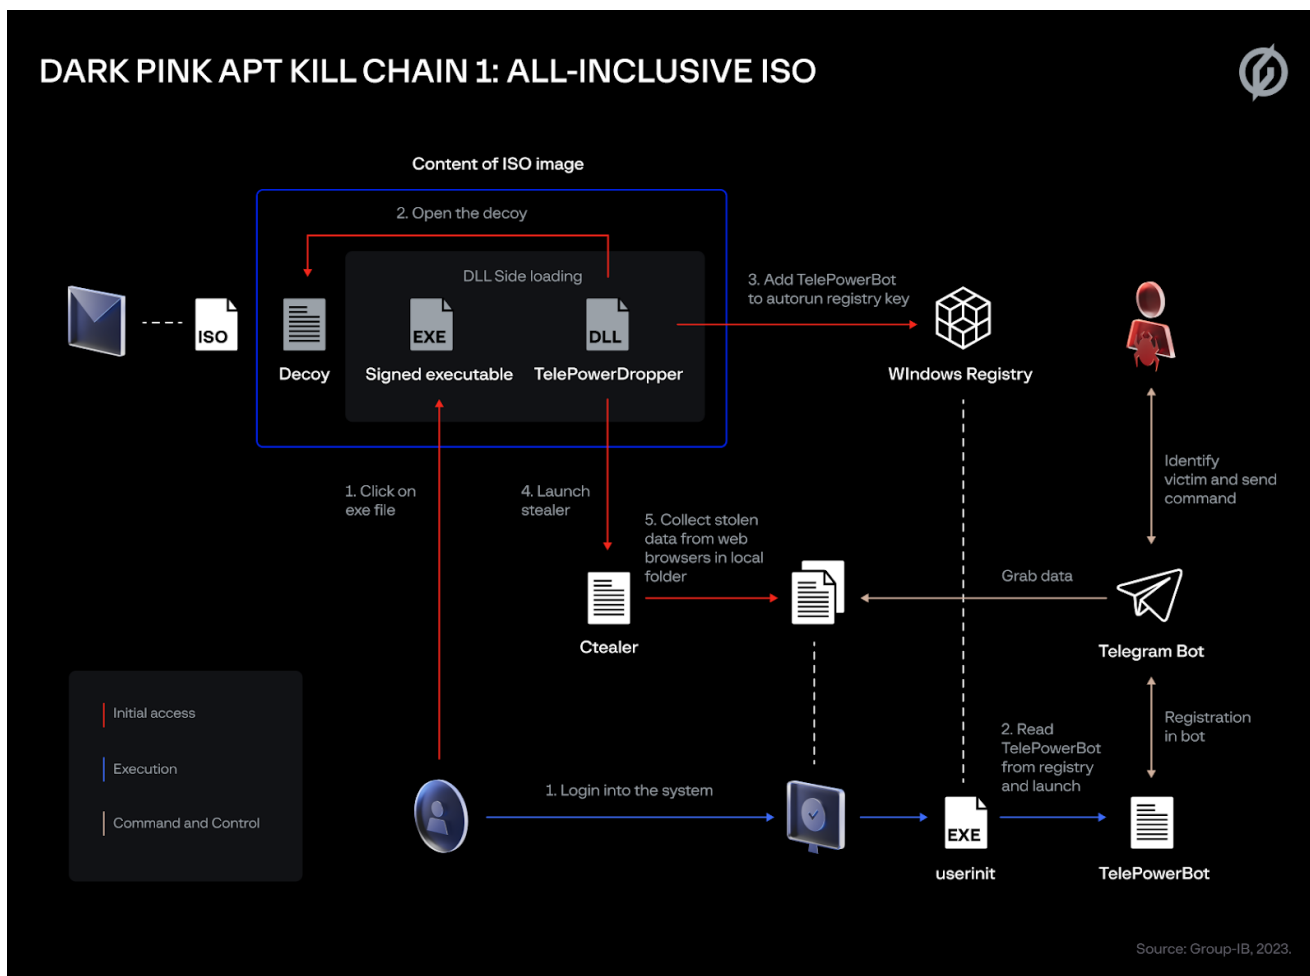 DARK PINK APT KILL CHAIN 1: ALL-INCLUSIVE ISO
Content of ISO image
2. Open the decoy
DLL Side loading
3. Add TelePowerBot
to autorun registry key
ISO
EXE
DLL
Decoy
Signed executable
TelePowerDropper
WIndows Registry
Identify
victim and send
command
1. Click on
exe file
4. Launch
stealer
5. Collect stolen
data from web
browsers in local
folder
Grab data
Ctealer
Telegram Bot
Initial access
Execution
Command and Control
Registration
in bot
2. Read
TelePowerBot
from registry
and launch
1. Login into the system
EXE
userinit
TelePowerBot
Source: Group-IB, 2023.